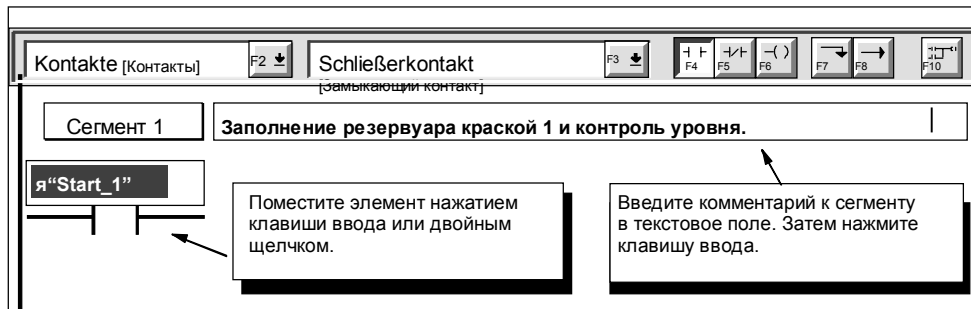 Kontakte [Контакты] F2 Schließerkontakt F3 F4 F5 F6 F7 F8 F10
[Замыкающий контакт]
Сегмент 1 Заполнение резервуара краской 1 и контроль уровня.
я“Start_1”
Поместите элемент нажатием
клавиши ввода или двойным
щелчком.
Введите комментарий к сегменту
в текстовое поле. Затем нажмите
клавишу ввода.